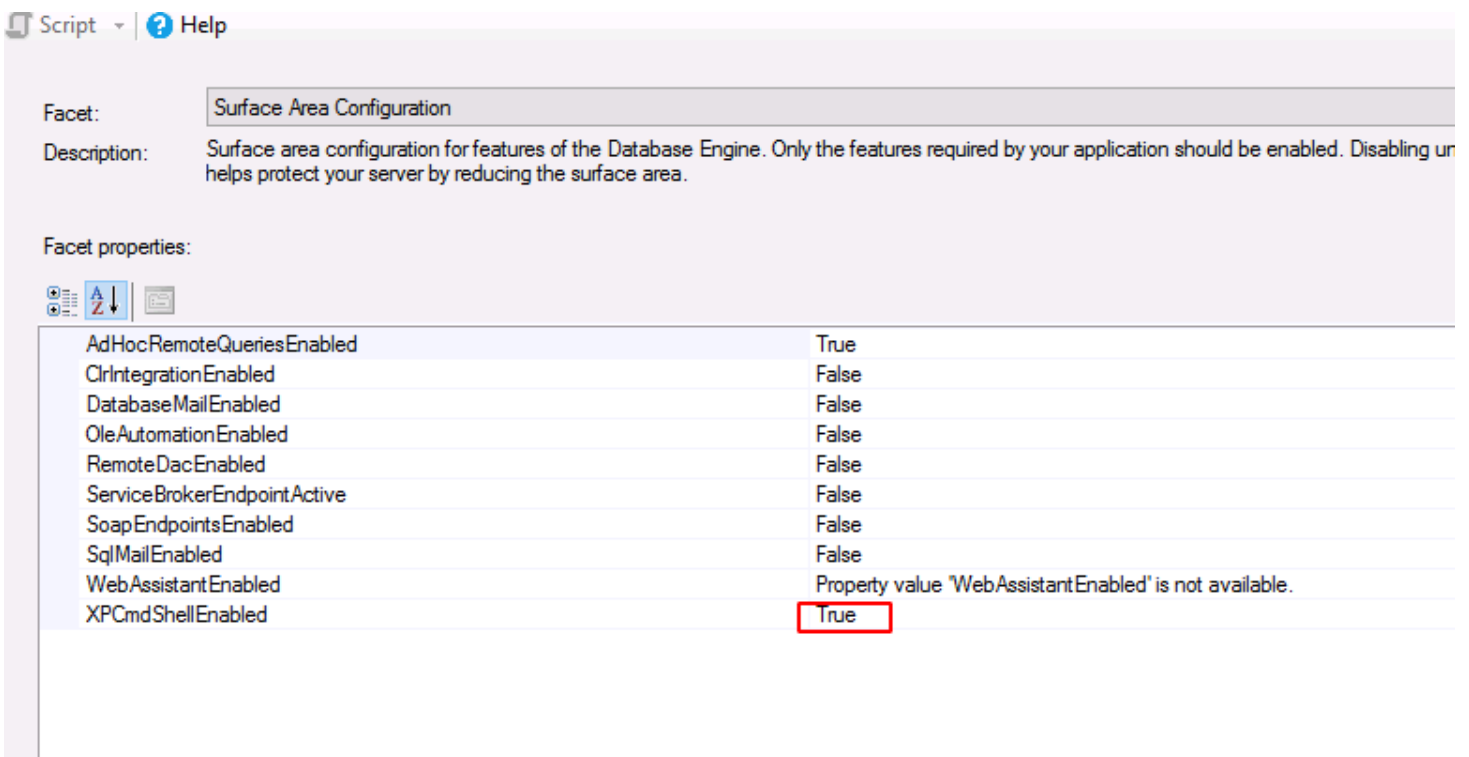 Script Help
Facet: Surface Area Configuration
Description: Surface area configuration for features of the Database Engine. Only the features required by your application should be enabled. Disabling
helps protect your server by reducing the surface area.
Facet properties:
AdHocRemoteQueriesEnabled True
ClrIntegrationEnabled False
DatabaseMailEnabled False
OleAutomationEnabled False
RemoteDacEnabled False
ServiceBrokerEndpointActive False
SoapEndpointsEnabled False
SqlMailEnabled False
WebAssistantEnabled Property value 'WebAssistantEnabled' is not available.
XPCmdShellEnabled True